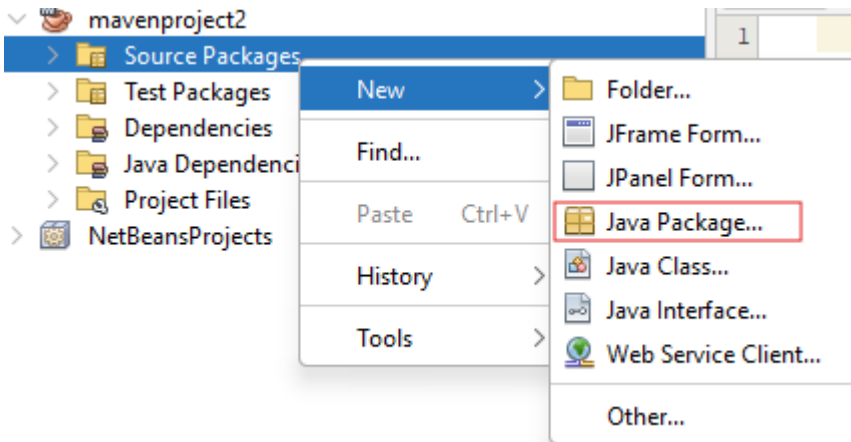 mavenproject2
Source Packages
Test Packages
Dependencies
Java Dependenci
Project Files
NetBeansProjects
New
Find...
Paste Ctrl+V
History
Tools
1
Folder...
JFrame Form...
JPanel Form...
Java Package...
Java Class...
Java Interface...
Web Service Client...
Other...